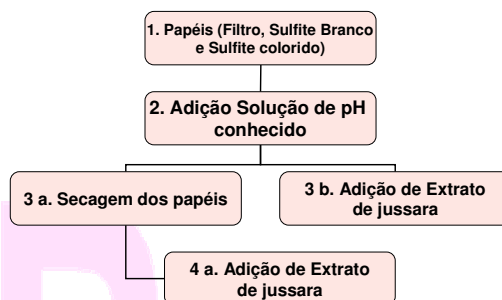 1. Papéis (Filtro, Sulfite Branco
e Sulfite colorido)
2. Adição Solução de pH
conhecido
3 a. Secagem dos papéis
3 b. Adição de Extrato
de jussara
4 a. Adição de Extrato
de jussara